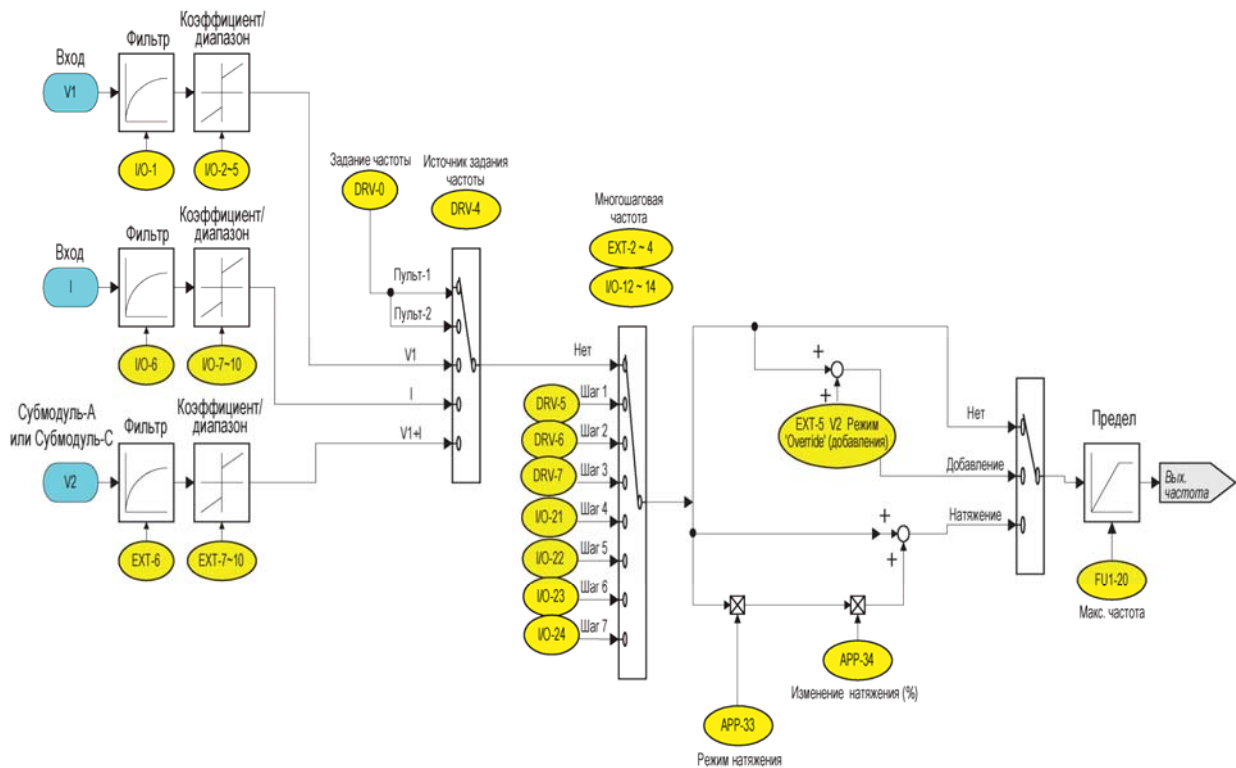 Вход
Фильтр
Коэффициент/
диапазон
V1
I/O-1
I/O-2~5
Вход
Фильтр
Коэффициент/
диапазон
I
I/O-6
I/O-7~10
Субмодуль-А
или Субмодуль-С
Фильтр
Коэффициент/
диапазон
V2
EXT-6
EXT-7~10
Задание частоты
DRV-0
Источник задания
частоты
DRV-4
Пульт-1
Пульт-2
V1
I
V1+I
Многошаговая
частота
EXT-2 ~ 4
I/O-12 ~ 14
Нет
DRV-5
Шаг 1
DRV-6
Шаг 2
DRV-7
Шаг 3
I/O-21
Шаг 4
I/O-22
Шаг 5
I/O-23
Шаг 6
I/O-24
Шаг 7
+
+
EXT-5 V2 Режим
'Override' (добавления)
+
+
APP-34
Изменение натяжения (%)
APP-33
Режим натяжения
Нет
Добавление
Натяжение
Предел
FU1-20
Макс. частота
Вых.
частота